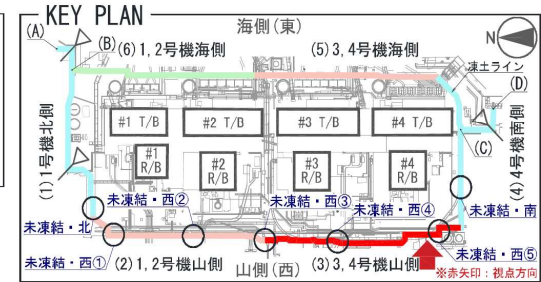 KEY PLAN
海側(東)
N
(A)
(B)
(6)1,2号機海側
(5)3,4号機海側
凍土ライン
(D)
(1)1号機北側
#1 T/B
#2 T/B
#3 T/B
#4 T/B
(C)
(4)4号機南側
#1
R/B
#2
R/B
#3
R/B
#4
R/B
未凍結・西②
未凍結・西③
未凍結・西④
未凍結・南
未凍結・北
未凍結・西①
(2)1,2号機山側
山側(西)
(3)3,4号機山側
未凍結・西⑤
※赤矢印:視点方向